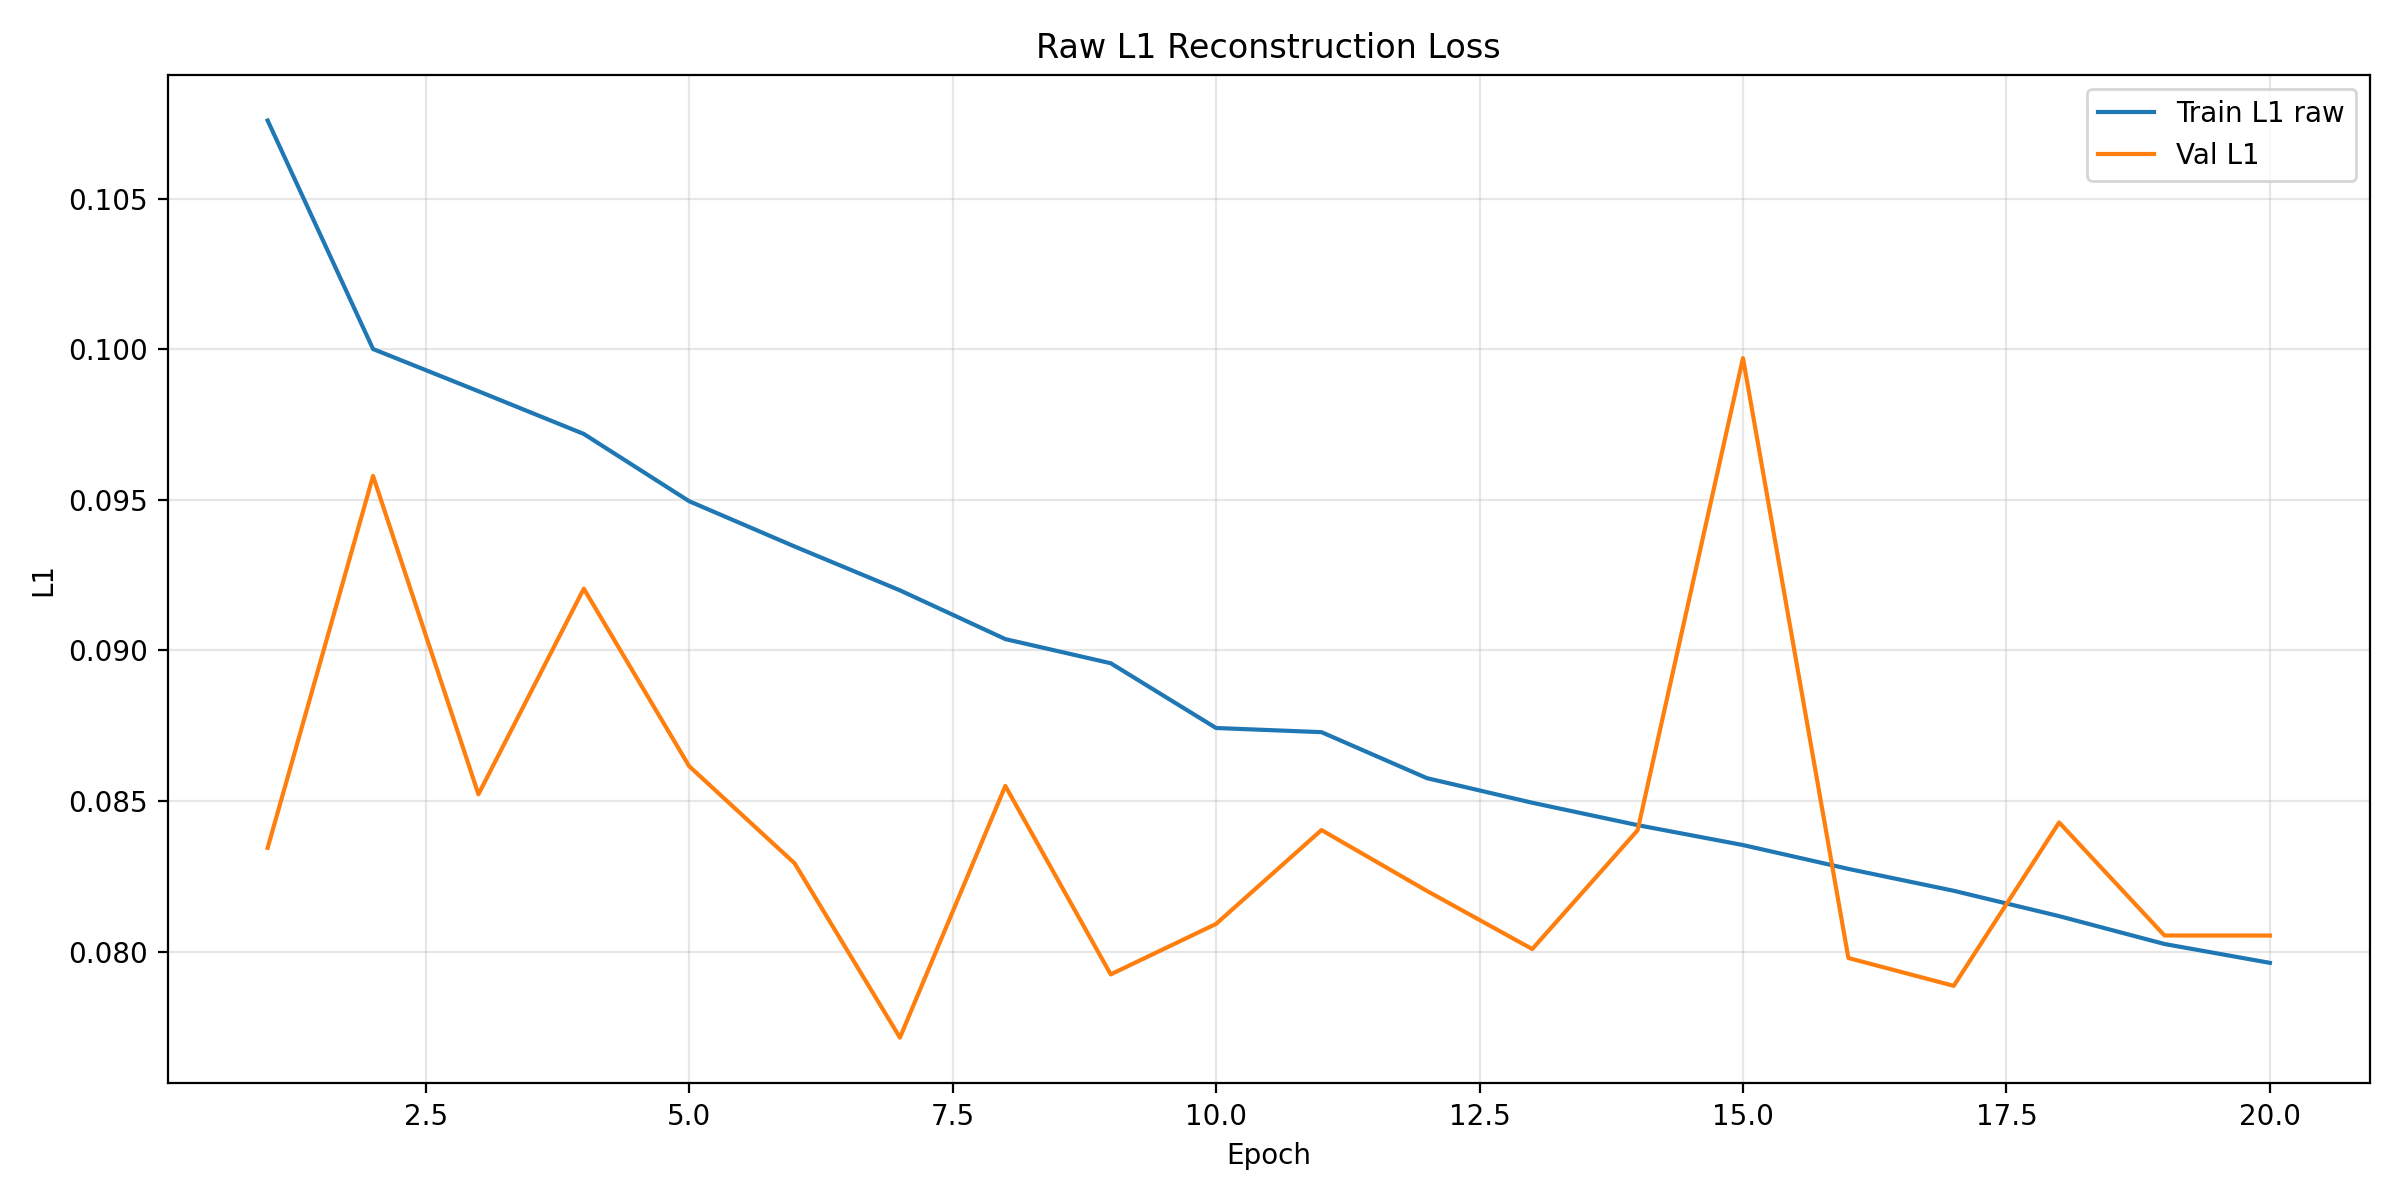 Raw L1 Reconstruction Loss
Train L1 raw
Val L1
0.105
0.100
0.095
0.090
0.085
0.080
L1
2.5 5.0 7.5 10.0 12.5 15.0 17.5 20.0
Epoch